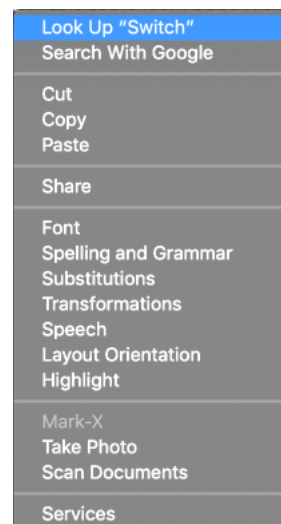 Look Up “Switch”
Search With Google
Cut
Copy
Paste
Share
Font
Spelling and Grammar
Substitutions
Transformations
Speech
Layout Orientation
Highlight
Mark-X
Take Photo
Scan Documents
Services